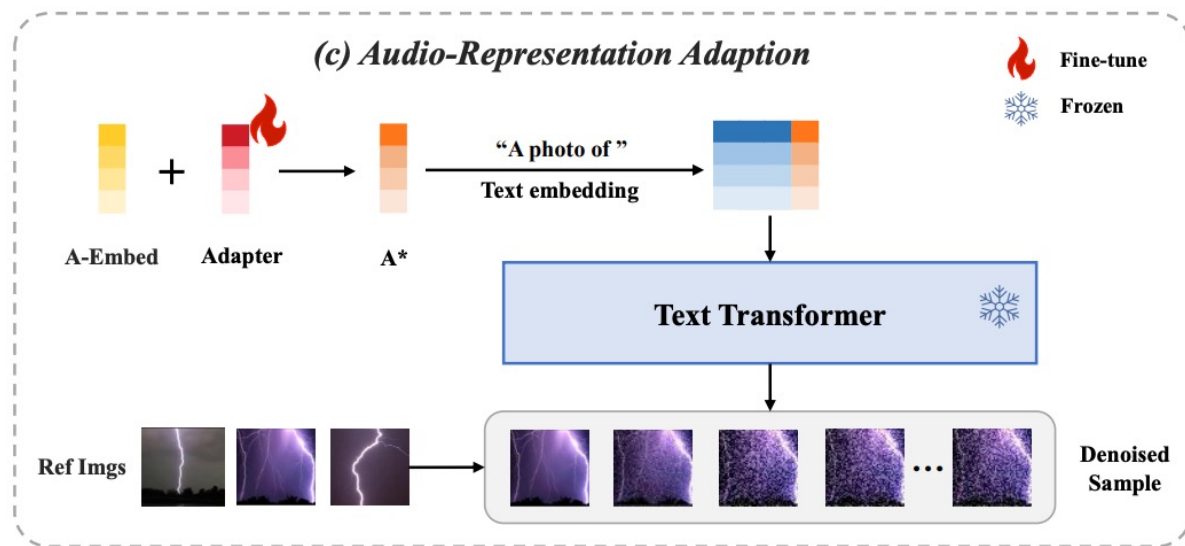 (c) Audio-Representation Adaption
Fine-tune
Frozen
“A photo of ”
Text embedding
+
A-Embed
Adapter
A*
Text Transformer
Ref Imgs
...
Denoised
Sample